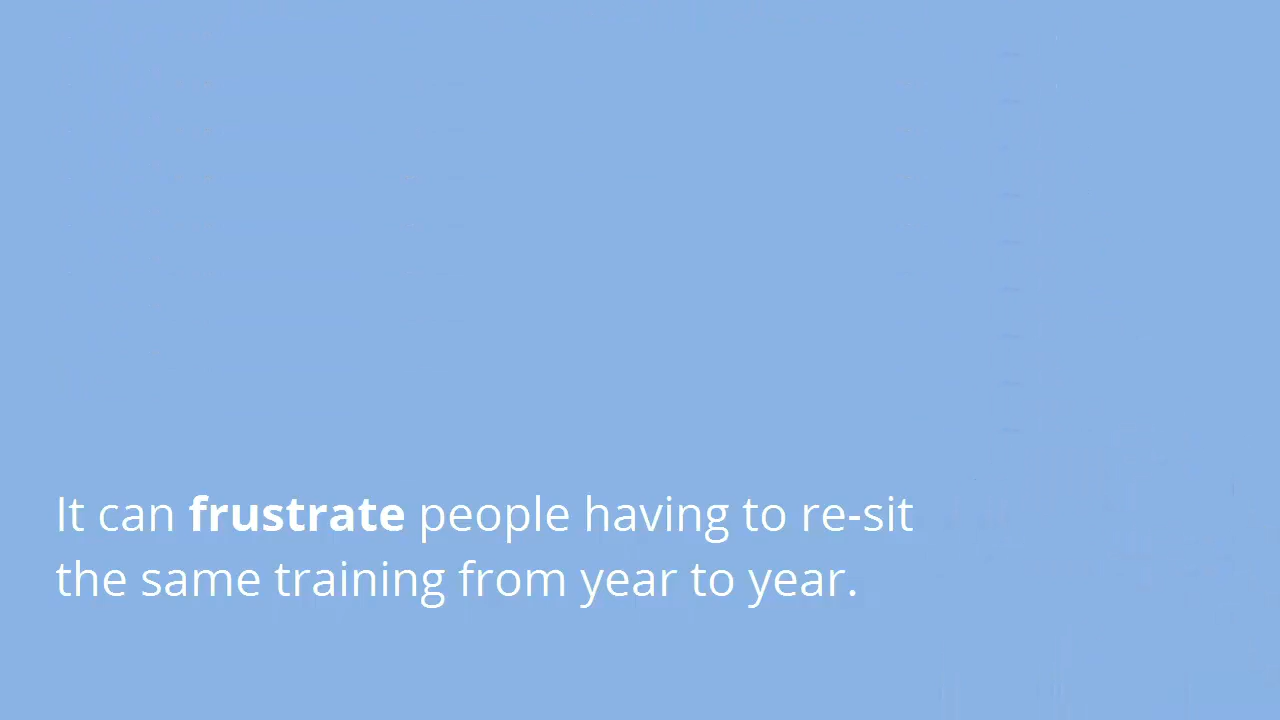 It can frustrate people having to re-sit
the same training from year to year.